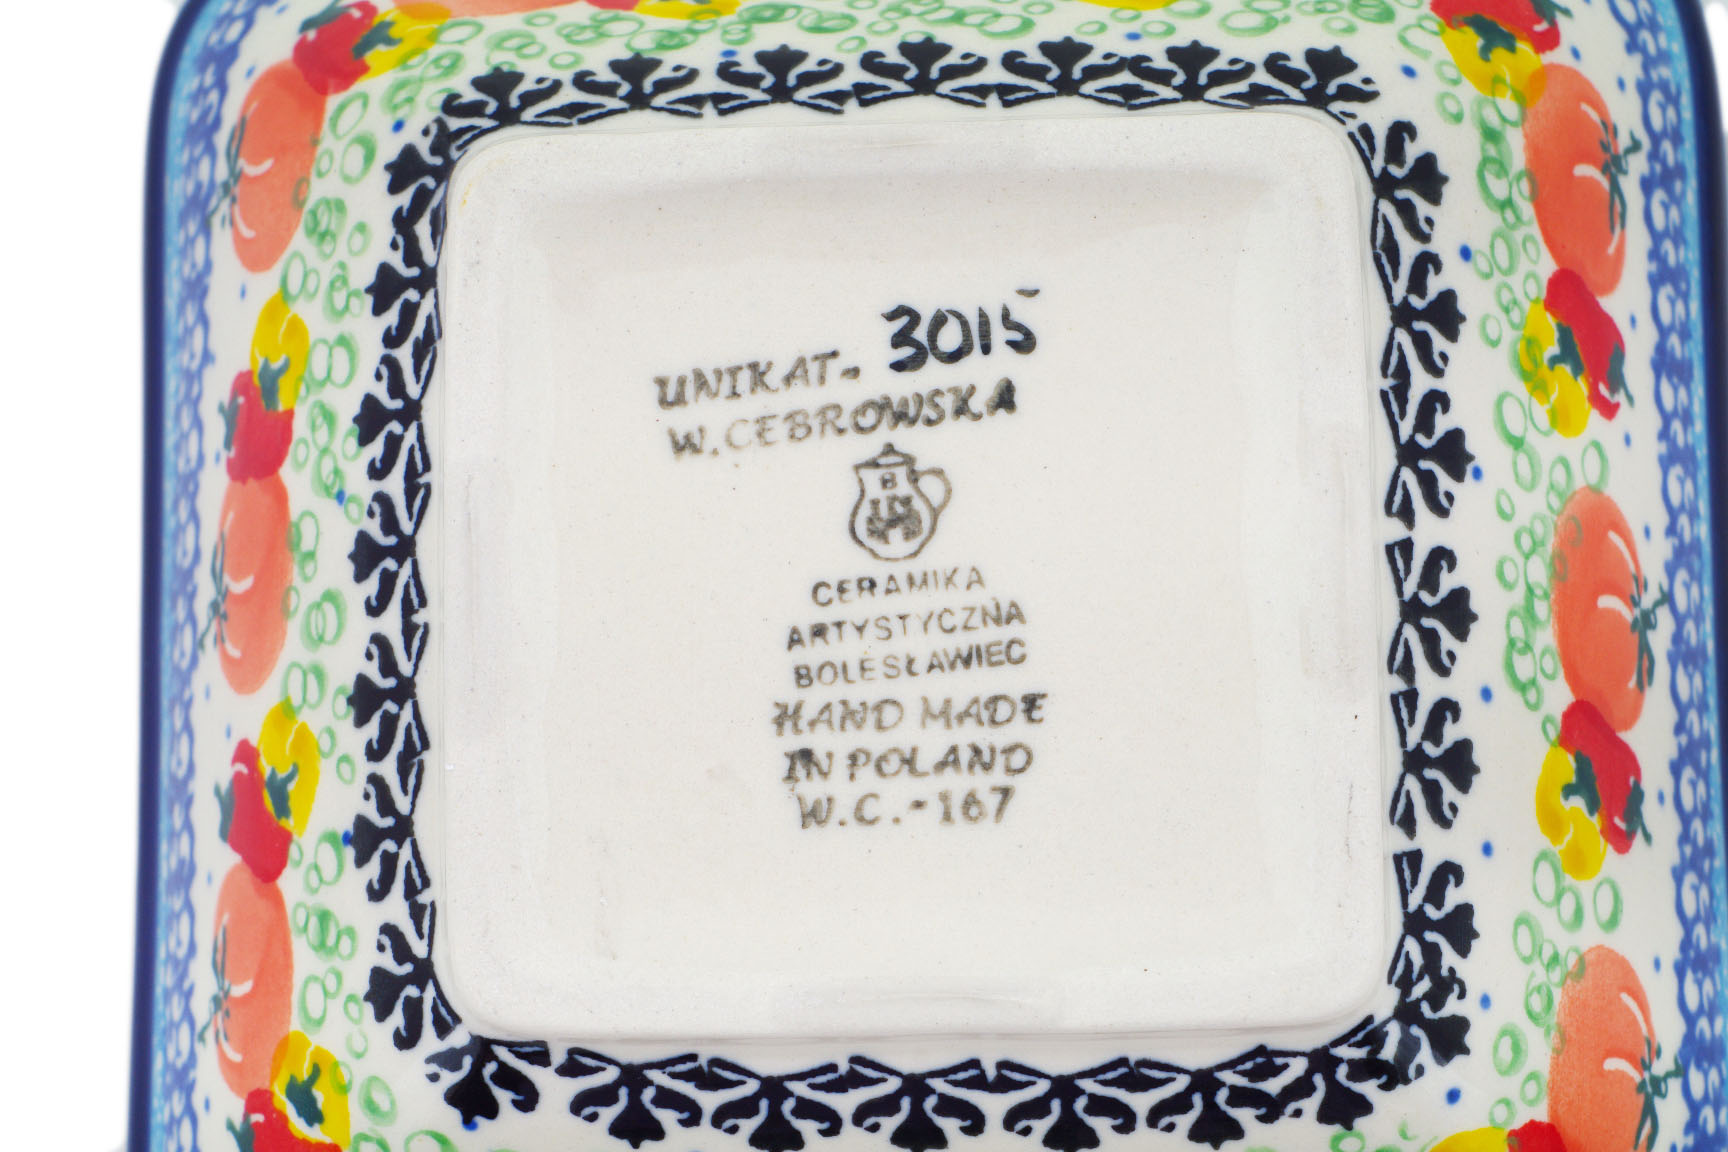 UNIKAT- 3015
W.CEBROWSKA
B
CERAMIKA
ARTYSTYCZNA
BOLESŁAWIEC
HAND MADE
IN POLAND
W.C.-167